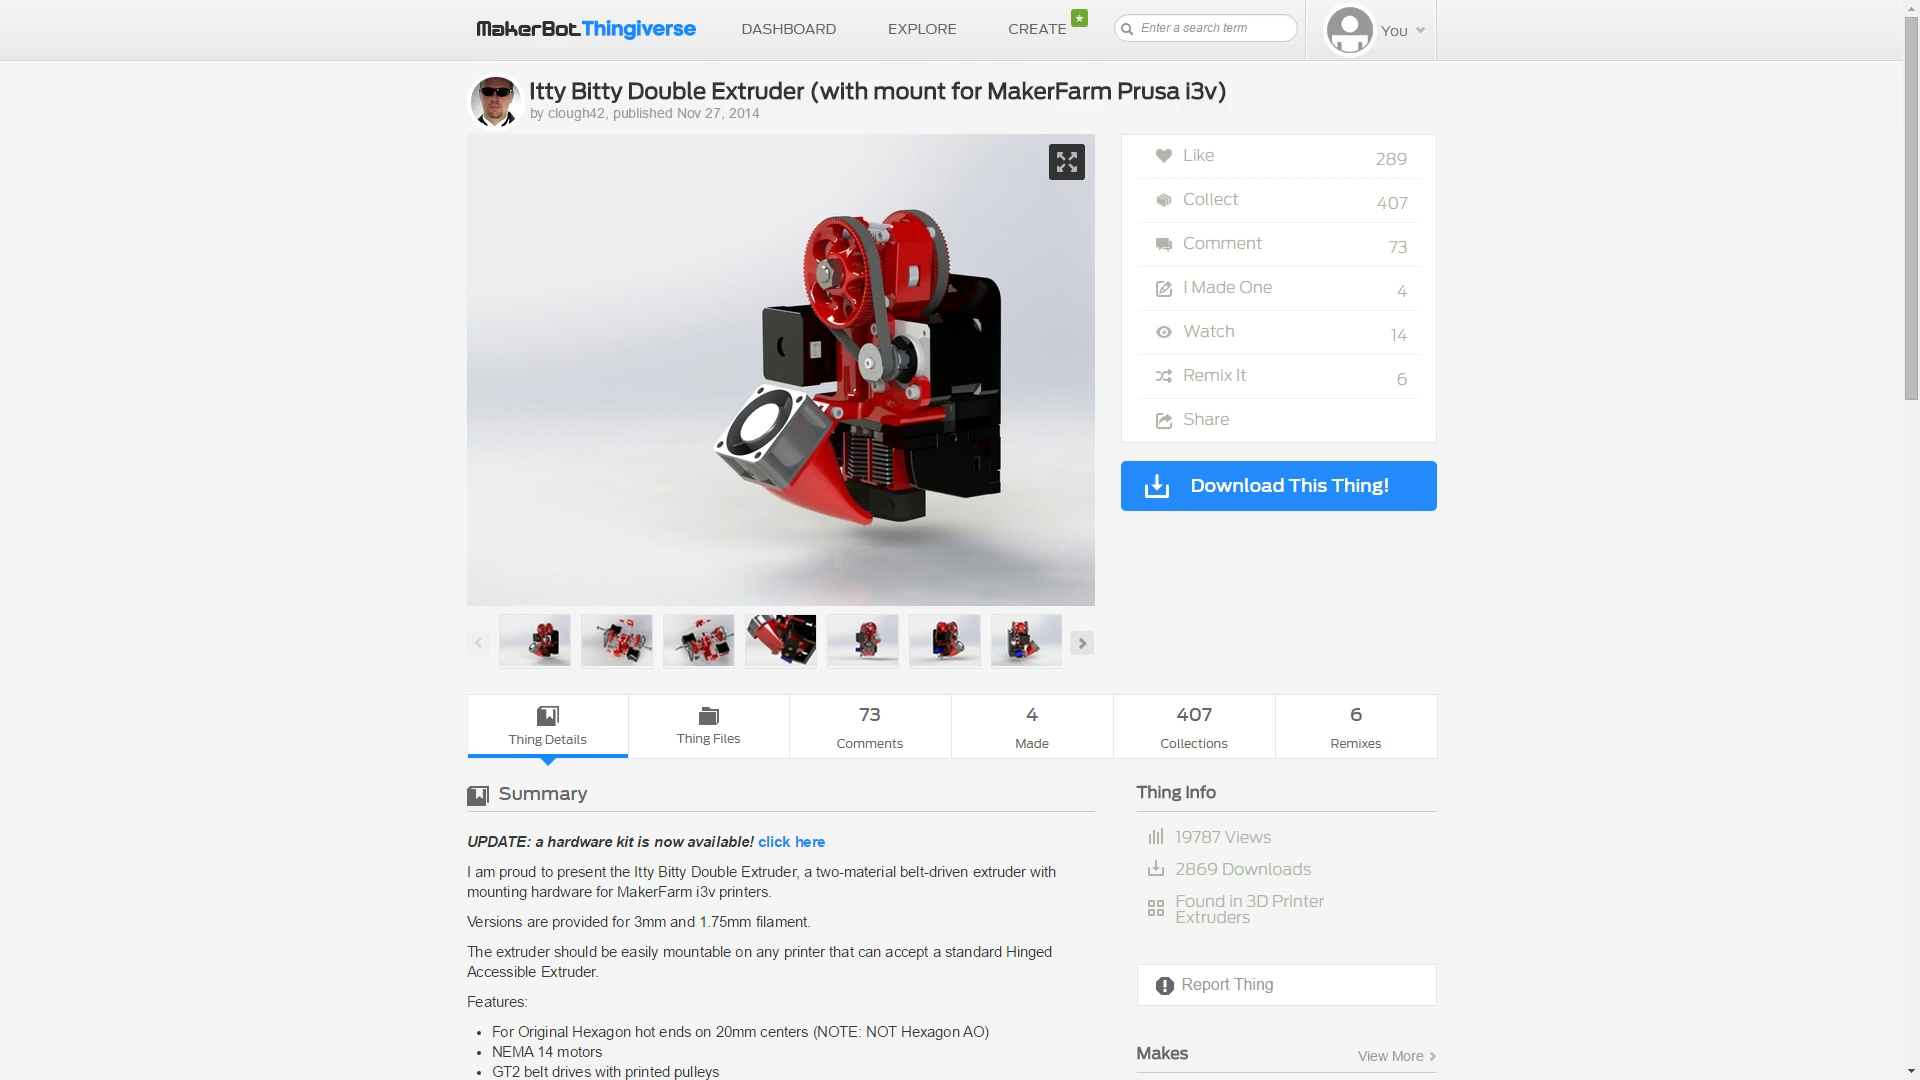 MakerBot Thingiverse
DASHBOARD
EXPLORE
CREATE
Enter a search term
You
Itty Bitty Double Extruder (with mount for MakerFarm Prusa i3v)
by clough42, published Nov 27, 2014
Like 289
Collect 407
Comment 73
I Made One 4
Watch 14
Remix It 6
Share
Download This Thing!
Thing Details
Thing Files
73 Comments
4 Made
407 Collections
6 Remixes
Summary
UPDATE: a hardware kit is now available! click here
I am proud to present the Itty Bitty Double Extruder, a two-material belt-driven extruder with
mounting hardware for MakerFarm i3v printers.
Versions are provided for 3mm and 1.75mm filament.
The extruder should be easily mountable on any printer that can accept a standard Hinged
Accessible Extruder.
Features:
• For Original Hexagon hot ends on 20mm centers (NOTE: NOT Hexagon AO)
• NEMA 14 motors
• GT2 belt drives with printed pulleys
Thing Info
19787 Views
2869 Downloads
Found in 3D Printer
Extruders
Report Thing
Makes
View More